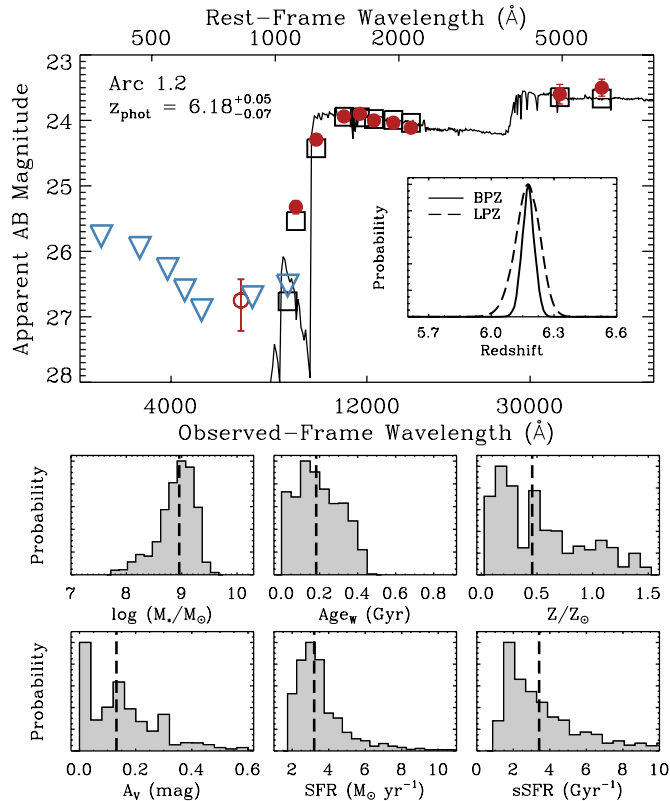 Rest-Frame Wavelength (Å)
500 1000 2000 5000
Apparent AB Magnitude
23
24
25
26
27
28
Arc 1.2
z_phot = 6.18 +0.05 -0.07
BPZ
LPZ
Probability
5.7 6.0 6.3 6.6
Redshift
4000 12000 30000
Observed-Frame Wavelength (Å)
Probability
7 8 9 10
log (M*/M☉)
0.0 0.2 0.4 0.6 0.8
Age_W (Gyr)
0.0 0.5 1.0 1.5
Z/Z☉
Probability
0.0 0.2 0.4 0.6
A_V (mag)
2 4 6 8 10
SFR (M☉ yr⁻¹)
0 2 4 6 8 10
sSFR (Gyr⁻¹)